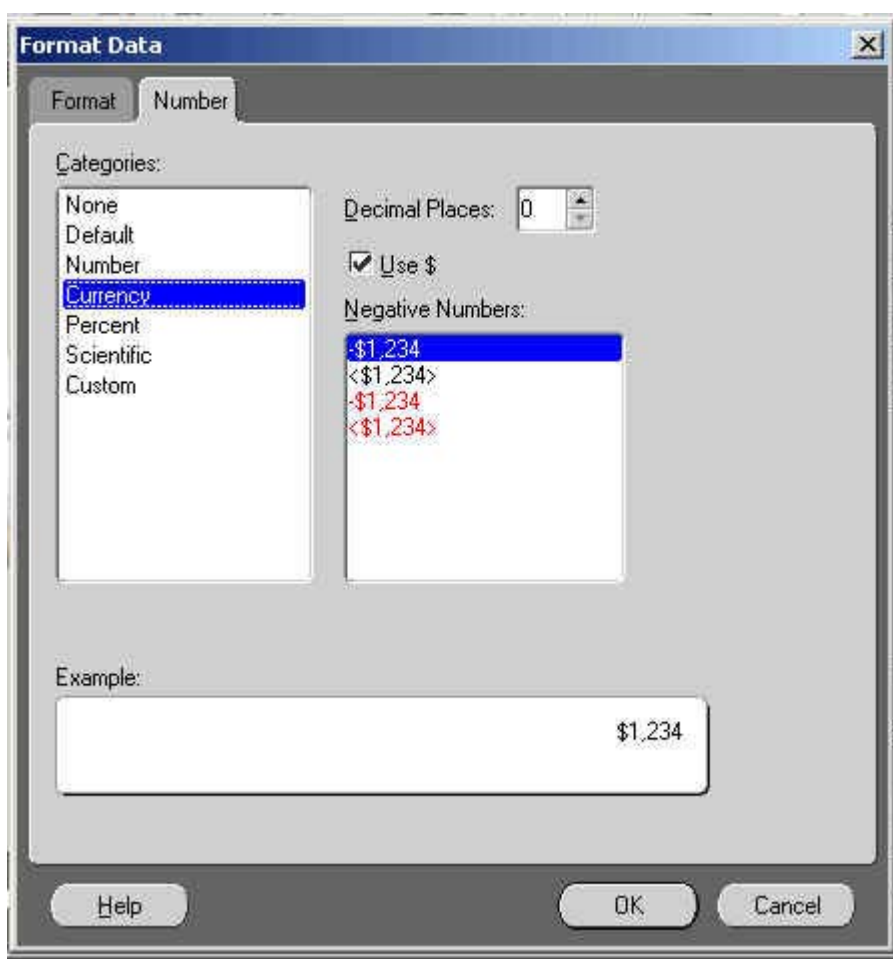 Format Data
Format Number
Categories:
None
Default
Number
Currency
Percent
Scientific
Custom
Decimal Places: 0
Use $
Negative Numbers:
-$1,234
<$1,234>
-$1,234
<$1,234>
Example:
$1,234
Help OK Cancel